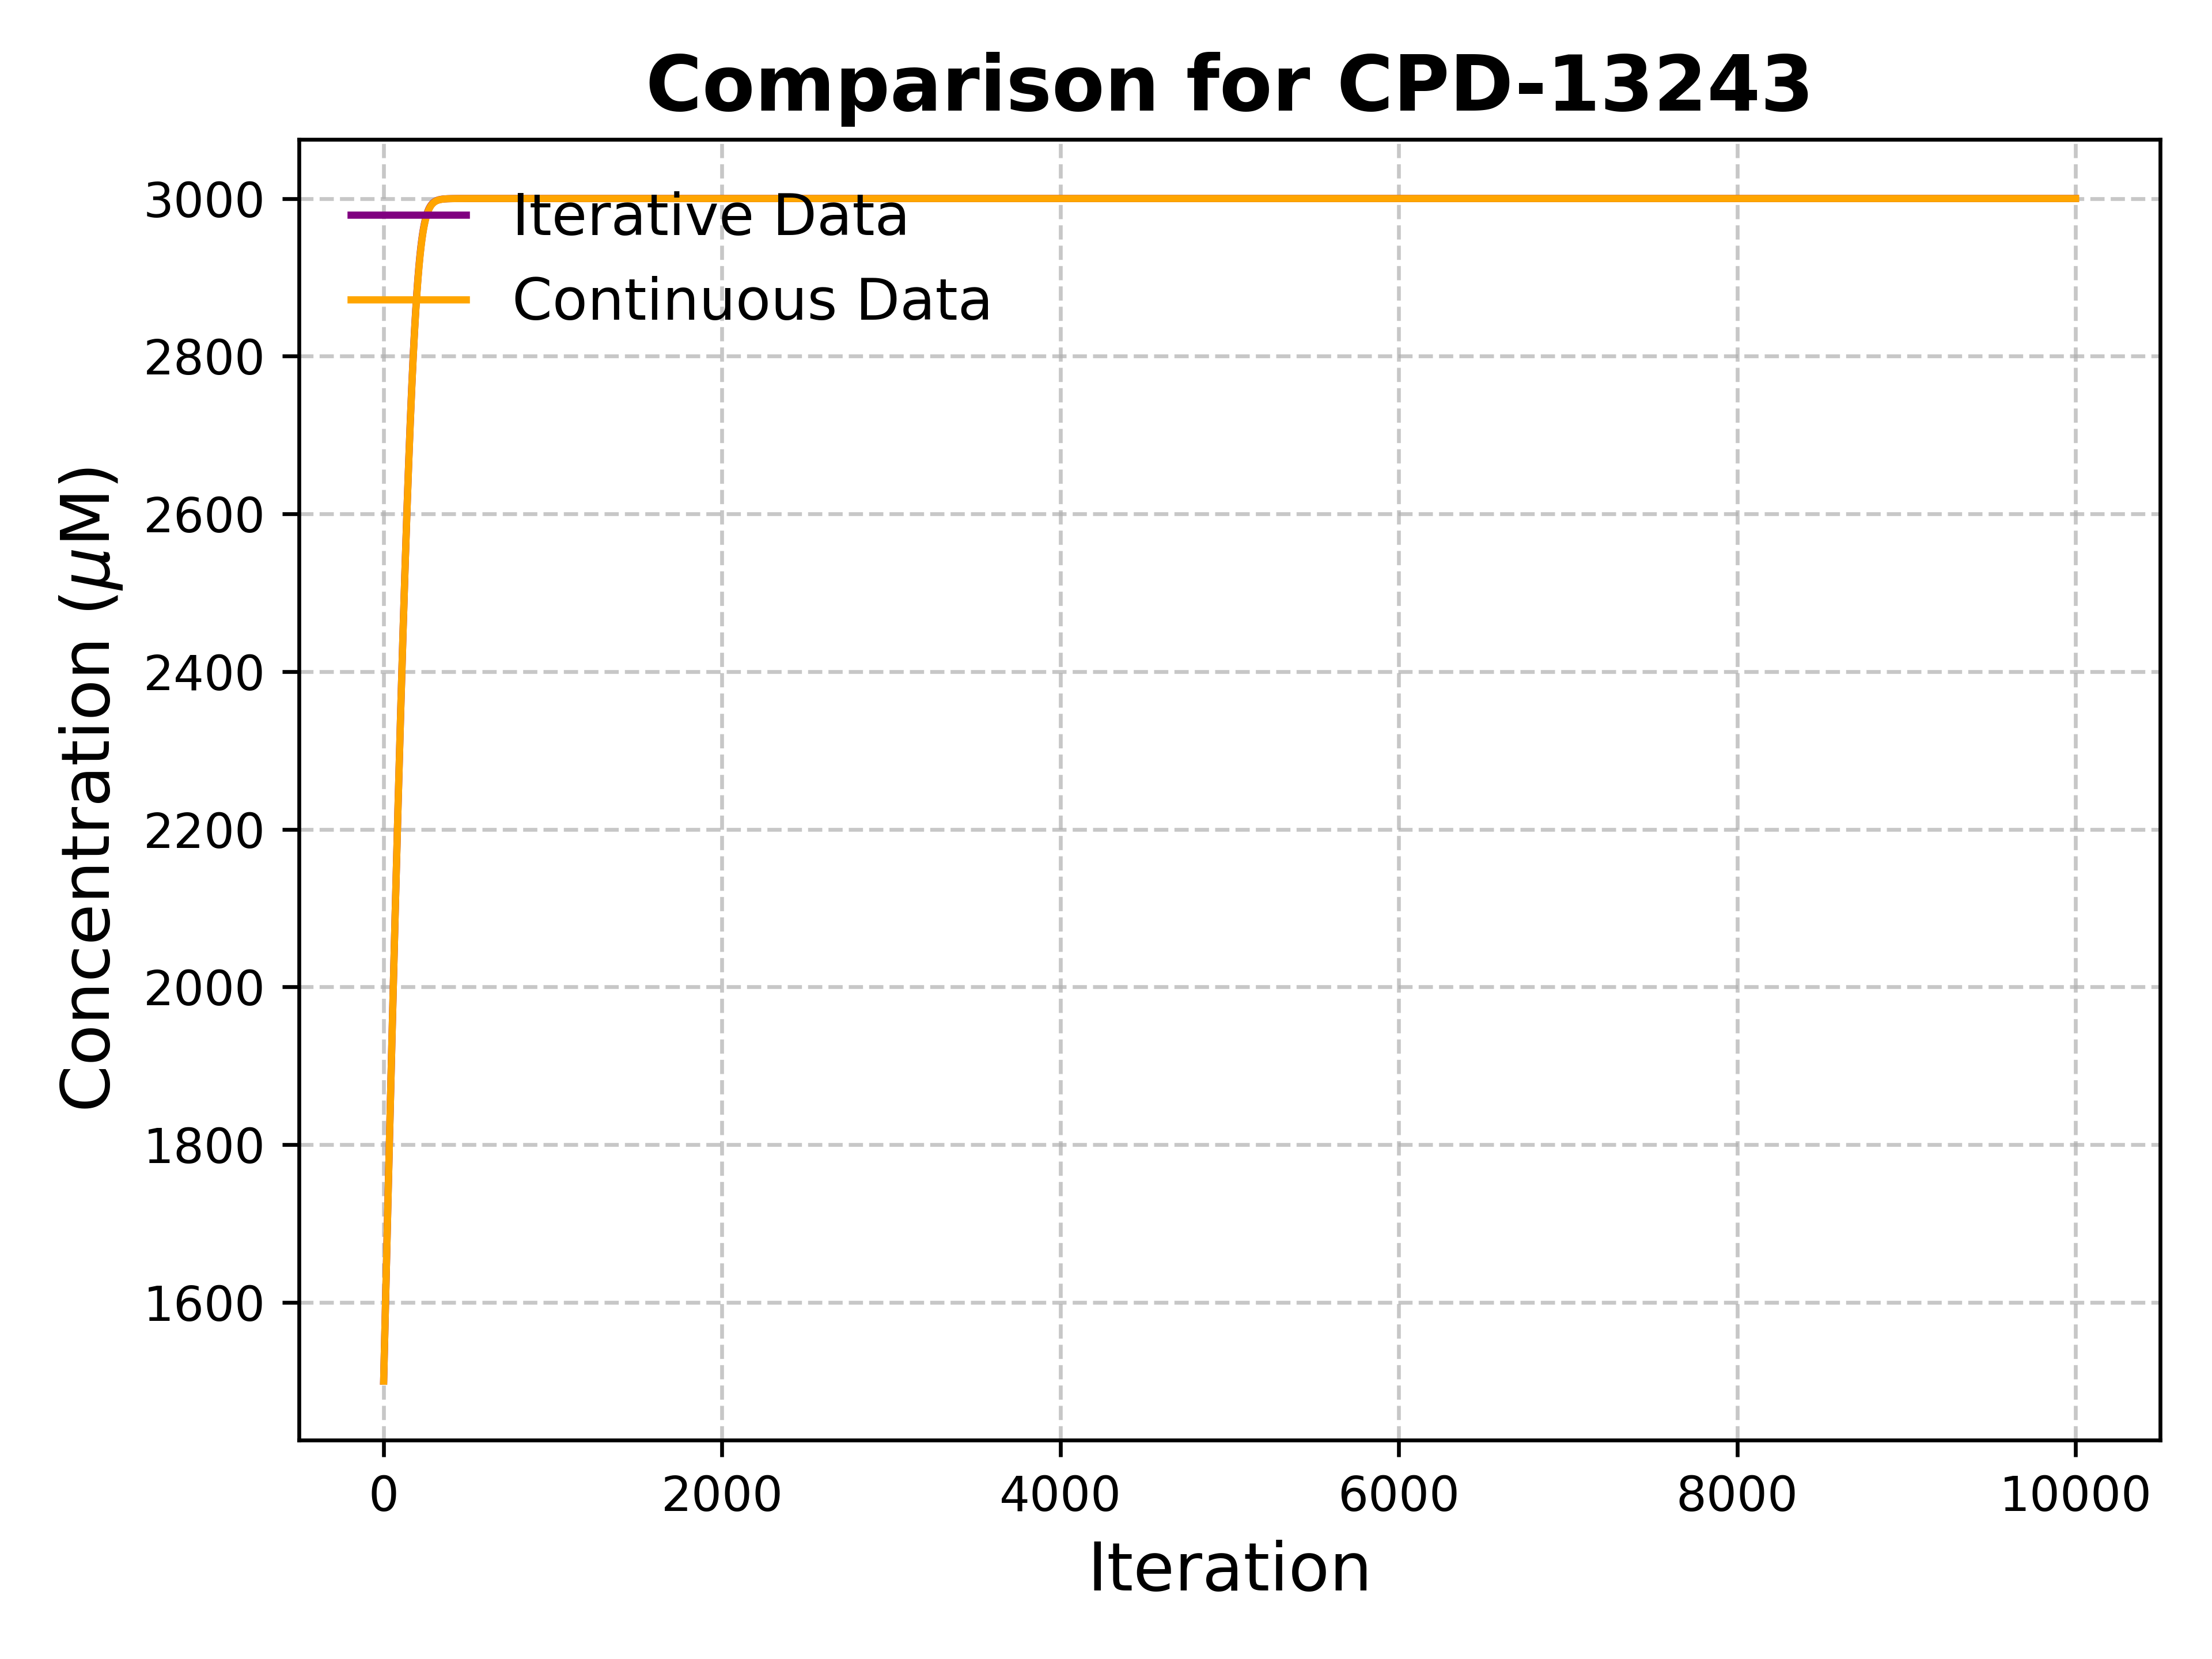 Comparison for CPD-13243
Concentration (μM)
3000
2800
2600
2400
2200
2000
1800
1600
Iterative Data
Continuous Data
0 2000 4000 6000 8000 10000
Iteration